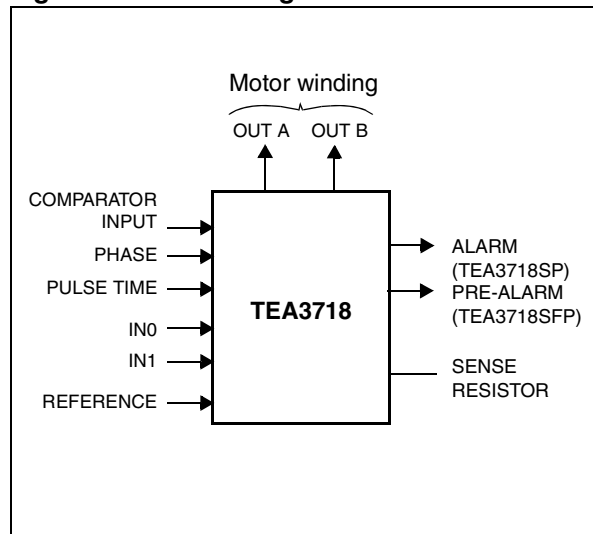 Motor winding
OUT A OUT B
COMPARATOR
INPUT
PHASE
PULSE TIME
IN0
IN1
REFERENCE
TEA3718
ALARM
(TEA3718SP)
PRE-ALARM
(TEA3718SFP)
SENSE
RESISTOR